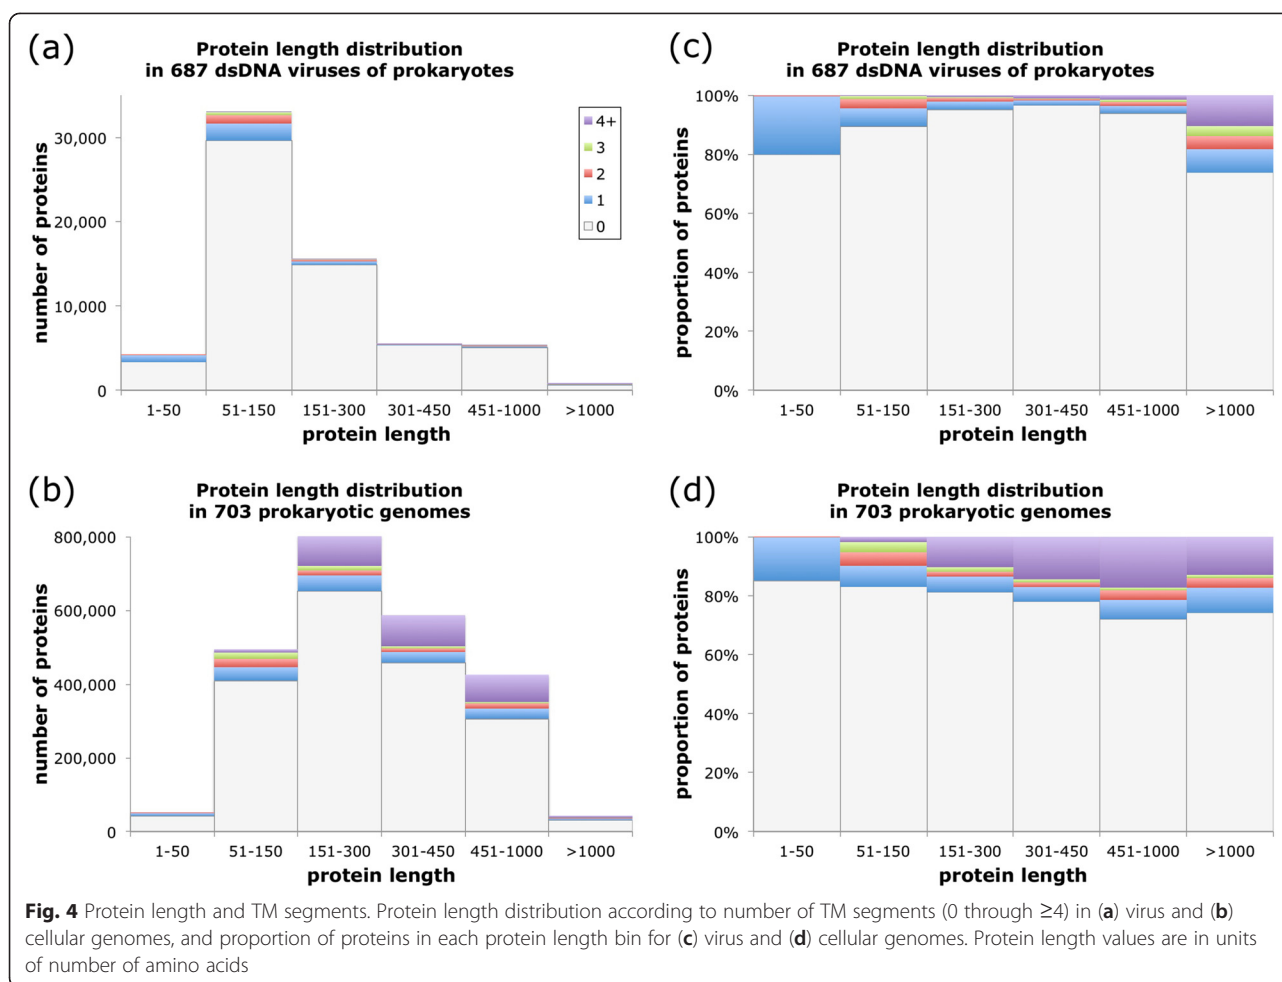 (a)
Protein length distribution
in 687 dsDNA viruses of prokaryotes
number of proteins
30,000
20,000
10,000
0
4+
3
2
1
0
1-50 51-150 151-300 301-450 451-1000 >1000
protein length
(c)
Protein length distribution
in 687 dsDNA viruses of prokaryotes
proportion of proteins
100%
80%
60%
40%
20%
0%
1-50 51-150 151-300 301-450 451-1000 >1000
protein length
(b)
Protein length distribution
in 703 prokaryotic genomes
number of proteins
800,000
600,000
400,000
200,000
0
1-50 51-150 151-300 301-450 451-1000 >1000
protein length
(d)
Protein length distribution
in 703 prokaryotic genomes
proportion of proteins
100%
80%
60%
40%
20%
0%
1-50 51-150 151-300 301-450 451-1000 >1000
protein length
Fig. 4 Protein length and TM segments. Protein length distribution according to number of TM segments (0 through ≥4) in (a) virus and (b)
cellular genomes, and proportion of proteins in each protein length bin for (c) virus and (d) cellular genomes. Protein length values are in units
of number of amino acids